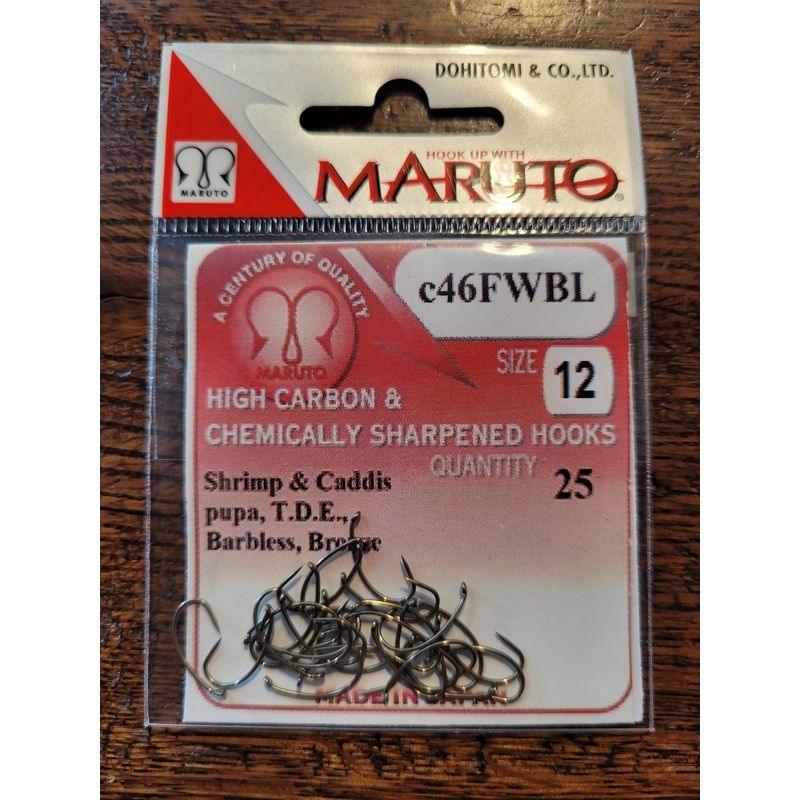 DOHITOMI & CO.,LTD.
HOOK UP WITH
MARUTO®
MARUTO
A CENTURY OF QUALITY
MARUTO
c46FWBL
SIZE 12
HIGH CARBON &
CHEMICALLY SHARPENED HOOKS
QUANTITY 25
Shrimp & Caddis
pupa, T.D.E.,
Barbless, Bronze
MADE IN JAPAN